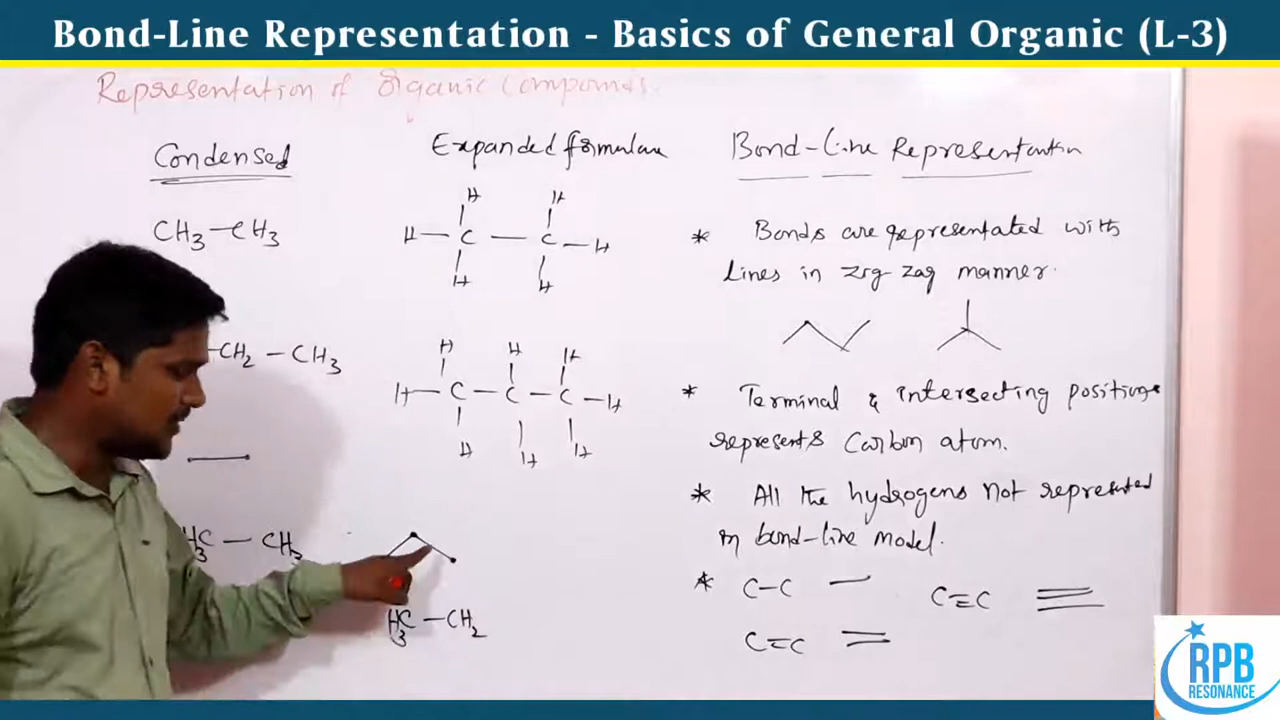 Bond-Line Representation - Basics of General Organic (L-3)
Representation of Organic Compounds.
Condensed
CH3-CH3
-CH2-CH3
H3C-CH3
Expanded formulae
H H
H-C-C-H
H H
H H H
H-C-C-C-H
H H H
H3C-CH2
Bond-Line Representation
* Bonds are representated with
Lines in zig zag manner.
* Terminal & intersecting positions
represents Carbon atom.
* All the hydrogens not represented
in bond-line model.
* C-C
C≡C
C=C
RPB
RESONANCE